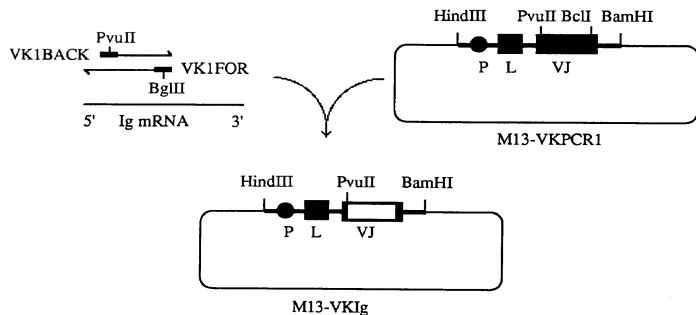 PvuII
VK1BACK
VK1FOR
BglII
5' Ig mRNA 3'
HindIII PvuII BclI BamHI
P L VJ
M13-VKPCR1
HindIII PvuII BamHI
P L VJ
M13-VKIg